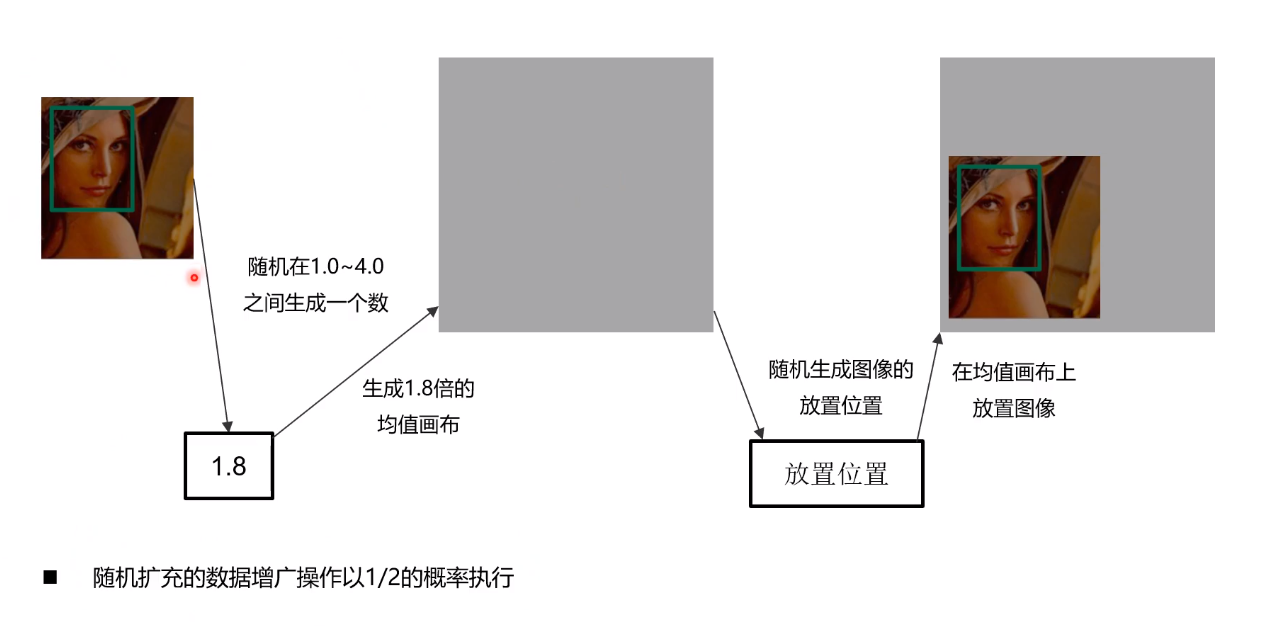 随机在1.0~4.0
之间生成一个数
生成1.8倍的
均值画布
1.8
随机生成图像的
放置位置
放置位置
在均值画布上
放置图像
■ 随机扩充的数据增广操作以1/2的概率执行